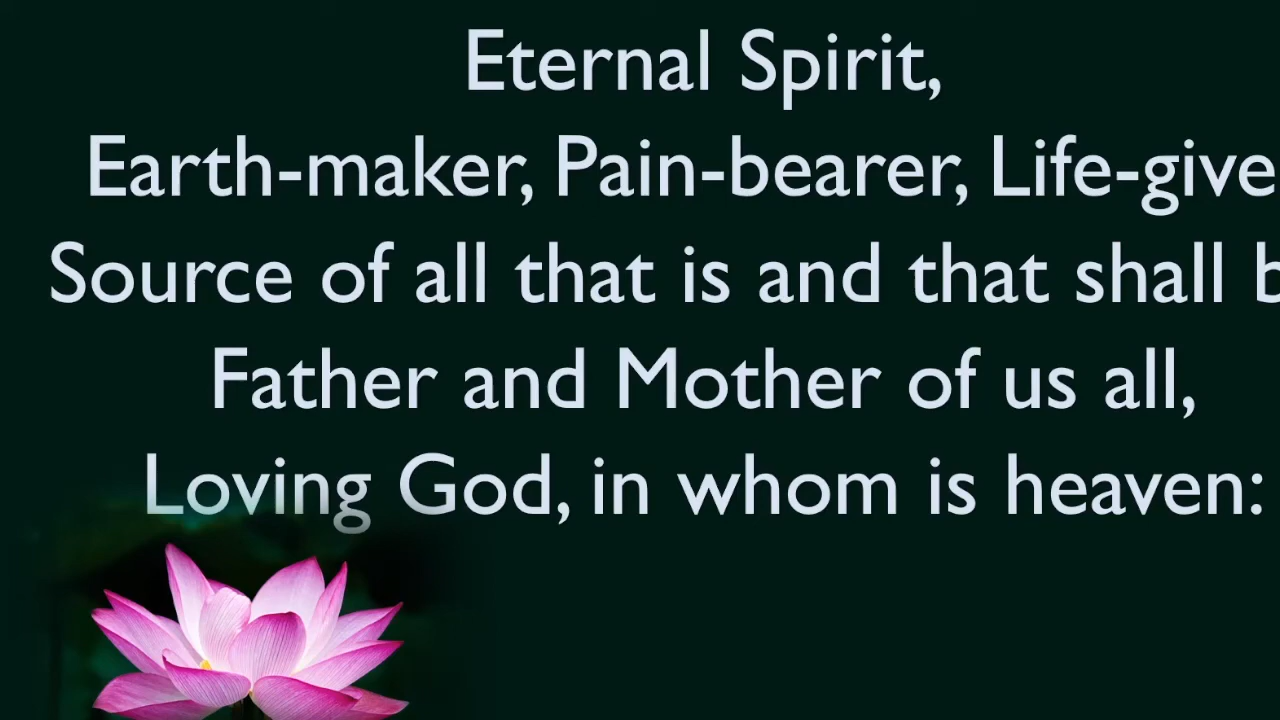 Eternal Spirit,
Earth-maker, Pain-bearer, Life-give
Source of all that is and that shall b
Father and Mother of us all,
Loving God, in whom is heaven: